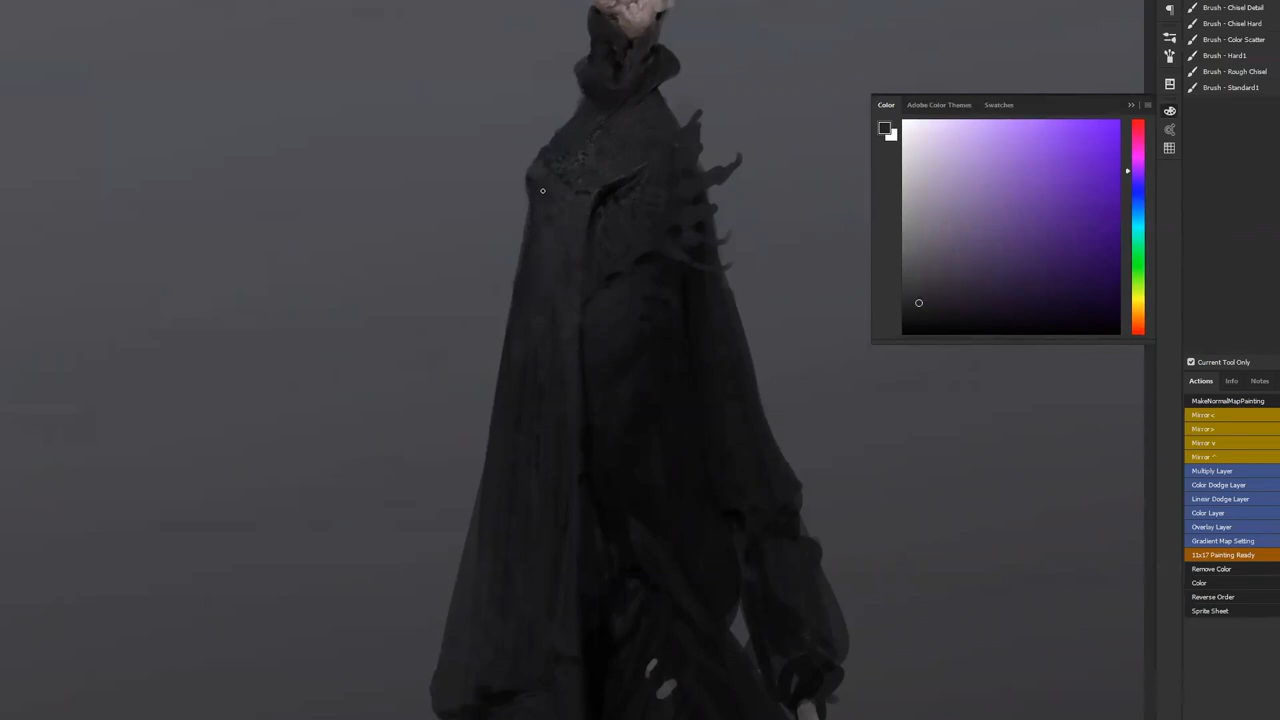 Brush - Chisel Detail
Brush - Chisel Hard
Brush - Color Scatter
Brush - Hard1
Brush - Rough Chisel
Brush - Standard1
Color
Adobe Color Themes
Swatches
Current Tool Only
Actions
Info
Notes
MakeNormalMapPainting
Mirror <
Mirror >
Mirror v
Mirror ^
Multiply Layer
Color Dodge Layer
Linear Dodge Layer
Color Layer
Overlay Layer
Gradient Map Setting
11x17 Painting Ready
Remove Color
Color
Reverse Order
Sprite Sheet